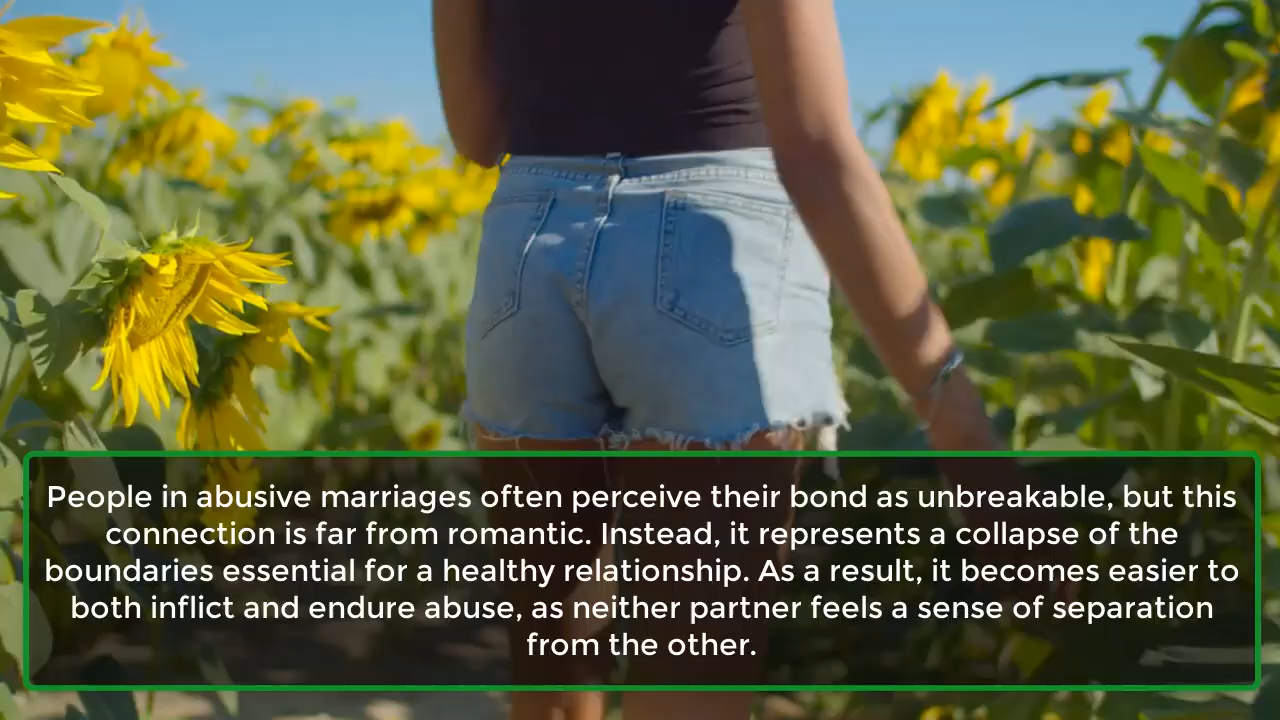 People in abusive marriages often perceive their bond as unbreakable, but this
connection is far from romantic. Instead, it represents a collapse of the
boundaries essential for a healthy relationship. As a result, it becomes easier to
both inflict and endure abuse, as neither partner feels a sense of separation
from the other.